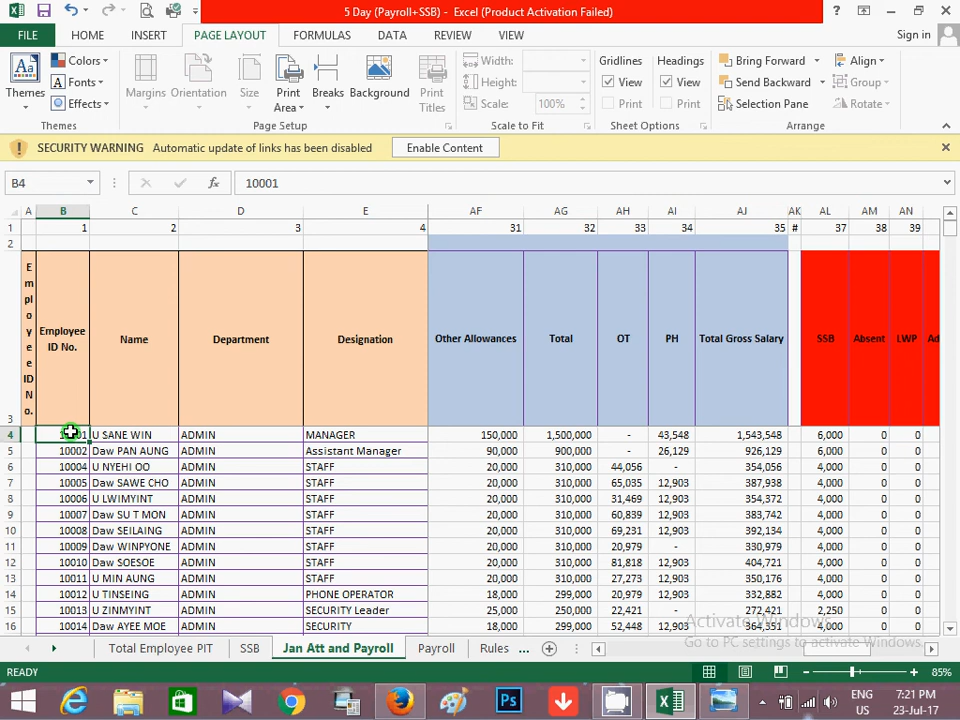 5 Day (Payroll+SSB) - Excel (Product Activation Failed)
FILE HOME INSERT PAGE LAYOUT FORMULAS DATA REVIEW VIEW Sign in
Themes Colors Fonts Effects Themes
Margins Orientation Size Print Area Breaks Background Print Titles Page Setup
Width: Height: Scale: 100% Scale to Fit
Gridlines View Print Headings View Print Sheet Options
Bring Forward Send Backward Selection Pane Align Group Rotate Arrange
SECURITY WARNING Automatic update of links has been disabled Enable Content
B4 fx 10001
A B C D E AF AG AH AI AJ AK AL AM AN
1 1 2 3 4 31 32 33 34 35 # 37 38 39
2
3 Employee ID No. Employee ID No. Name Department Designation Other Allowances Total OT PH Total Gross Salary SSB Absent LWP Ad
4 U SANE WIN ADMIN MANAGER 150,000 1,500,000 - 43,548 1,543,548 6,000 0 0
5 10002 Daw PAN AUNG ADMIN Assistant Manager 90,000 900,000 - 26,129 926,129 6,000 0 0
6 10004 U NYEHI OO ADMIN STAFF 20,000 310,000 44,056 - 354,056 4,000 0 0
7 10005 Daw SAWE CHO ADMIN STAFF 20,000 310,000 65,035 12,903 387,938 4,000 0 0
8 10006 U LWIMYINT ADMIN STAFF 20,000 310,000 31,469 12,903 354,372 4,000 0 0
9 10007 Daw SU T MON ADMIN STAFF 20,000 310,000 60,839 12,903 383,742 4,000 0 0
10 10008 Daw SEILAING ADMIN STAFF 20,000 310,000 69,231 12,903 392,134 4,000 0 0
11 10009 Daw WINPYONE ADMIN STAFF 20,000 310,000 20,979 - 330,979 4,000 0 0
12 10010 Daw SOESOE ADMIN STAFF 20,000 310,000 81,818 12,903 404,721 4,000 0 0
13 10011 U MIN AUNG ADMIN STAFF 20,000 310,000 27,273 12,903 350,176 4,000 0 0
14 10012 U TINSEING ADMIN PHONE OPERATOR 18,000 299,000 20,979 12,903 332,882 4,000 0 0
15 10013 U ZINMYINT ADMIN SECURITY Leader 25,000 250,000 22,421 - 272,421 2,250 0 0
16 10014 Daw AYEE MOE ADMIN SECURITY 18,000 299,000 52,448 12,903 364,351 4,000 0 0
Activate Windows
Go to PC settings to activate Windows.
Total Employee PIT SSB Jan Att and Payroll Payroll Rules ...
READY 85%
ENG 7:21 PM
US 23-Jul-17